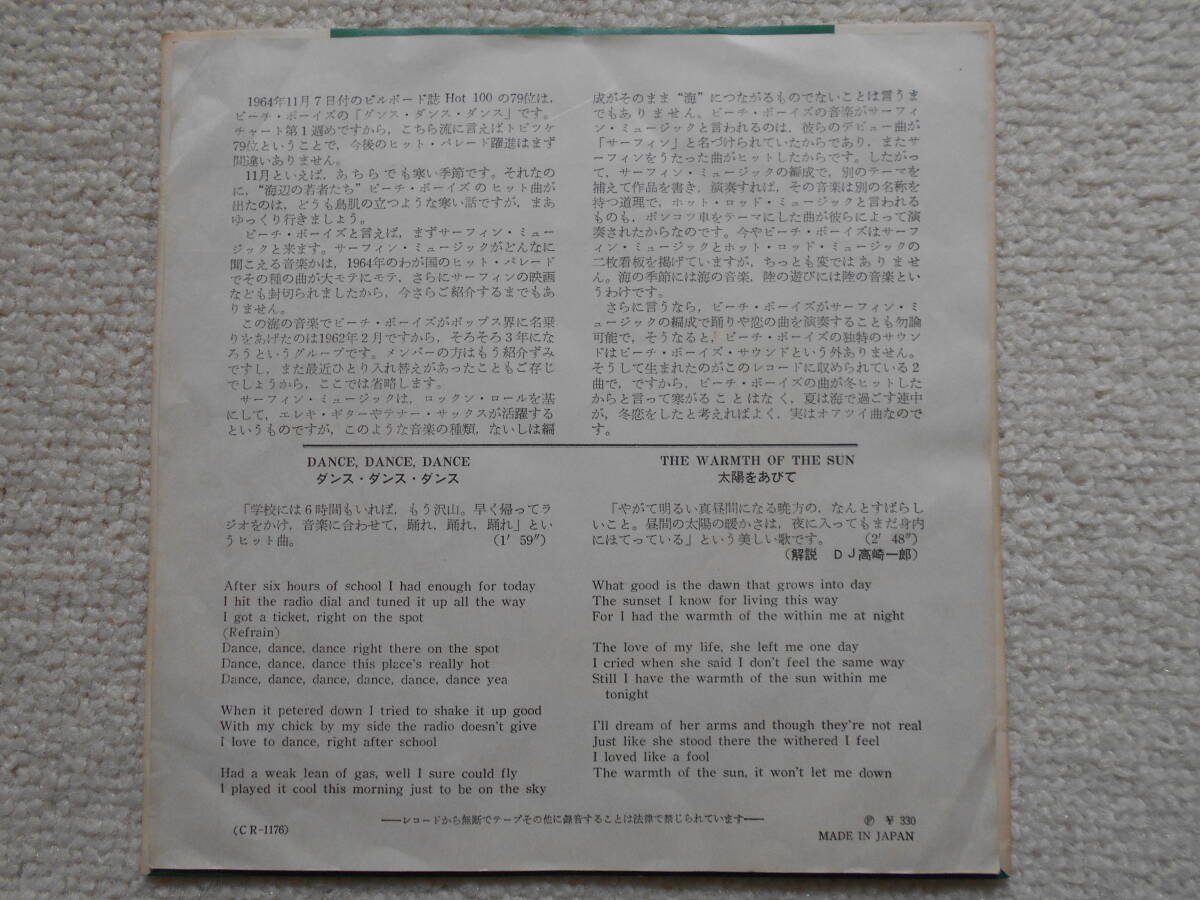 1964年11月7日付のビルボード誌 Hot 100 の79位は,
ビーチ・ボーイズの「ダンス・ダンス・ダンス」です。
チャート第1週めですから, こちら流に言えばトビツケ
79位ということで, 今後のヒット・パレード躍進はまず
間違いありません。
11月といえば, あちらでも寒い季節です。それなの
に, “海辺の若者たち” ビーチ・ボーイズのヒット曲が
出たのは, どうも鳥肌の立つような寒い話ですが, まあ
ゆっくり行きましょう。
ビーチ・ボーイズと言えば, まずサーフィン・ミュー
ジックと来ます。サーフィン・ミュージックがどんなに
聞こえる音楽かは, 1964年のわが国のヒット・パレード
でその種の曲が大モテにモテ, さらにサーフィンの映画
なども封切られましたから, 今さらご紹介するまでもあ
りません。
この海の音楽でビーチ・ボーイズがポップス界に名乗
りをあげたのは1962年2月ですから, そろそろ3年にな
ろうというグループです。メンバーの方はもう紹介ずみ
ですし, また最近ひとり入れ替えがあったこともご存じ
でしょうから, ここでは省略します。
サーフィン・ミュージックは, ロックン・ロールを基
にして, エレキ・ギターやテナー・サックスが活躍する
というものですが, このような音楽の種類, ないしは編
成がそのまま “海” につながるものでないことは言うま
でもありません。ビーチ・ボーイズの音楽がサーフィ
ン・ミュージックと言われるのは, 彼らのデビュー曲が
「サーフィン」と名づけられていたからであり, またサ
ーフィンをうたった曲がヒットしたからです。したがっ
て, サーフィン・ミュージックの編成で, 別のテーマを
捕えて作品を書き, 演奏すれば, その音楽は別の名称を
持つ道理で, ホット・ロッド・ミュージックと言われる
ものも, ポンコツ車をテーマにした曲が彼らによって演
奏されたからなのです。今やビーチ・ボーイズはサーフ
ィン・ミュージックとホット・ロッド・ミュージックの
二枚看板を掲げていますが, ちっとも変ではありませ
ん。海の季節には海の音楽, 陸の遊びには陸の音楽とい
うわけです。
さらに言うなら, ビーチ・ボーイズがサーフィン・ミ
ュージックの編成で踊りや恋の曲を演奏することも勿論
可能で, そうなると, ビーチ・ボーイズの独特のサウン
ドはビーチ・ボーイズ・サウンドという外ありません。
そうして生まれたのがこのレコードに収められている2
曲で, ですから, ビーチ・ボーイズの曲が冬ヒットした
からと言って寒がることはなく, 夏は海で過ごす連中
が, 冬恋をしたと考えればよく, 実はオアツイ曲なので
す。
DANCE, DANCE, DANCE
ダンス・ダンス・ダンス
「学校には6時間もいれば, もう沢山。早く帰ってラ
ジオをかけ, 音楽に合わせて, 踊れ, 踊れ, 踊れ」とい
うヒット曲。 (1′ 59″)
After six hours of school I had enough for today
I hit the radio dial and tuned it up all the way
I got a ticket, right on the spot
(Refrain)
Dance, dance, dance right there on the spot
Dance, dance, dance this place's really hot
Dance, dance, dance, dance, dance, dance yea
When it petered down I tried to shake it up good
With my chick by my side the radio doesn't give
I love to dance, right after school
Had a weak lean of gas, well I sure could fly
I played it cool this morning just to be on the sky
THE WARMTH OF THE SUN
太陽をあびて
「やがて明るい真昼間になる暁方の, なんとすばらし
いこと。昼間の太陽の暖かさは, 夜に入ってもまだ身内
にほてっている」という美しい歌です。 (2′ 48″)
(解説 DJ高崎一郎)
What good is the dawn that grows into day
The sunset I know for living this way
For I had the warmth of the within me at night
The love of my life, she left me one day
I cried when she said I don't feel the same way
Still I have the warmth of the sun within me
tonight
I'll dream of her arms and though they're not real
Just like she stood there the withered I feel
I loved like a fool
The warmth of the sun, it won't let me down
(CR-1176)
――レコードから無断でテープその他に録音することは法律で禁じられています――
Ⓟ ¥ 330
MADE IN JAPAN